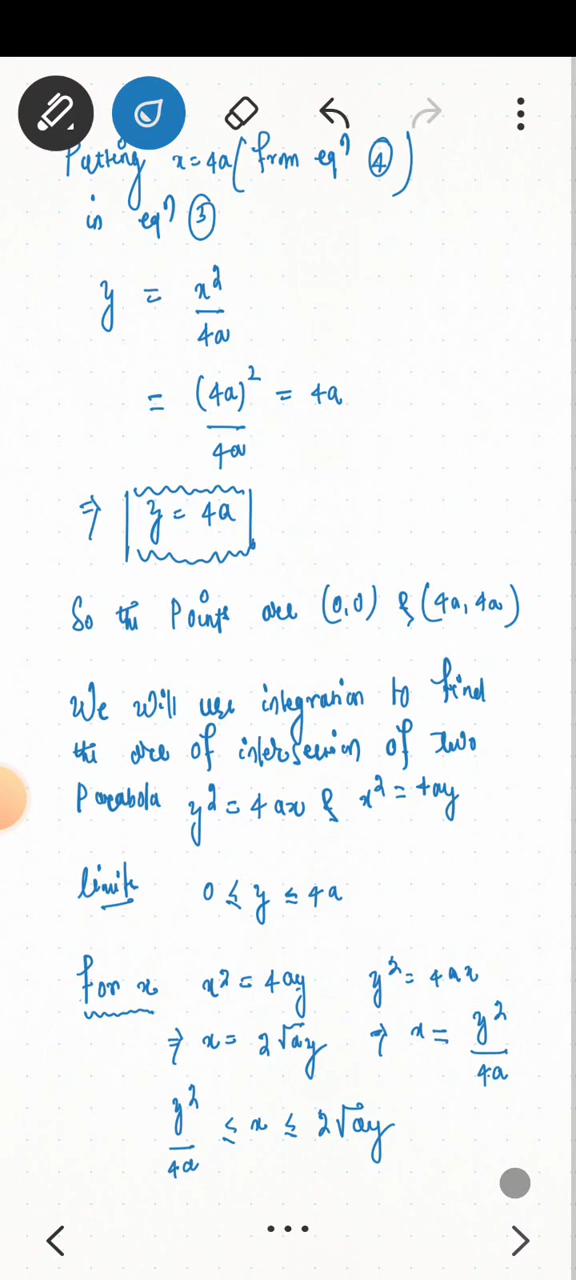 Putting x = 4a (from eqn ④)
in eqn ③
y = x²/4a
= (4a)²/4a = 4a
⇒ y = 4a
So the Points are (0,0) & (4a, 4a)
We will use integration to find
the are of intersection of two
Parabola y² = 4ax & x² = 4ay
limit 0 ≤ y ≤ 4a
For x x² = 4ay y² = 4ax
⇒ x = 2√ay ⇒ x = y²/4a
y²/4a ≤ x ≤ 2√ay